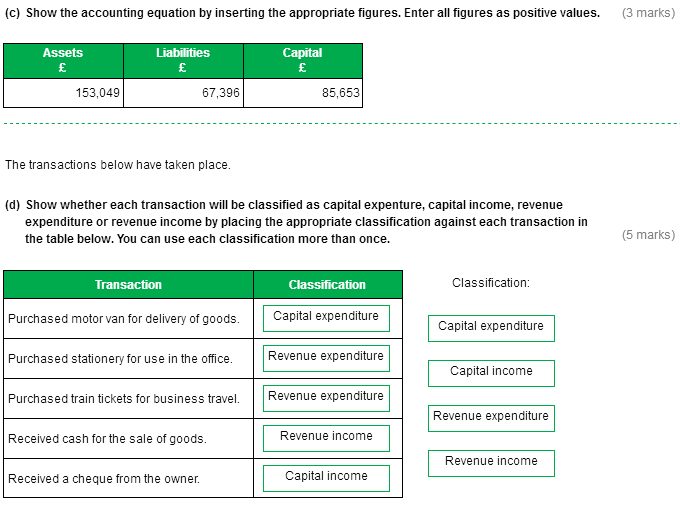 (c) Show the accounting equation by inserting the appropriate figures. Enter all figures as positive values. (3 marks)
Assets Liabilities Capital
£ £ £
153,049 67,396 85,653
The transactions below have taken place.
(d) Show whether each transaction will be classified as capital expenture, capital income, revenue
expenditure or revenue income by placing the appropriate classification against each transaction in
the table below. You can use each classification more than once. (5 marks)
Transaction Classification
Purchased motor van for delivery of goods. Capital expenditure
Purchased stationery for use in the office. Revenue expenditure
Purchased train tickets for business travel. Revenue expenditure
Received cash for the sale of goods. Revenue income
Received a cheque from the owner. Capital income
Classification:
Capital expenditure
Capital income
Revenue expenditure
Revenue income